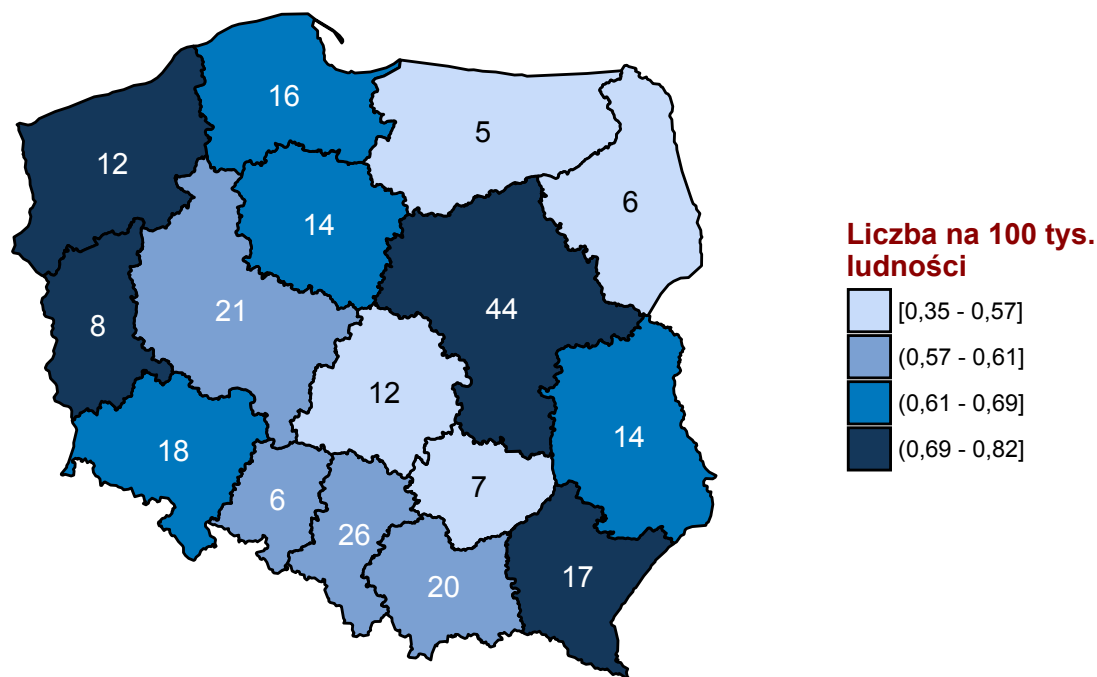 16
5
12
6
14
44
21
8
12
18
14
7
6
26
20
17
Liczba na 100 tys.
ludności
[0,35 - 0,57]
(0,57 - 0,61]
(0,61 - 0,69]
(0,69 - 0,82]